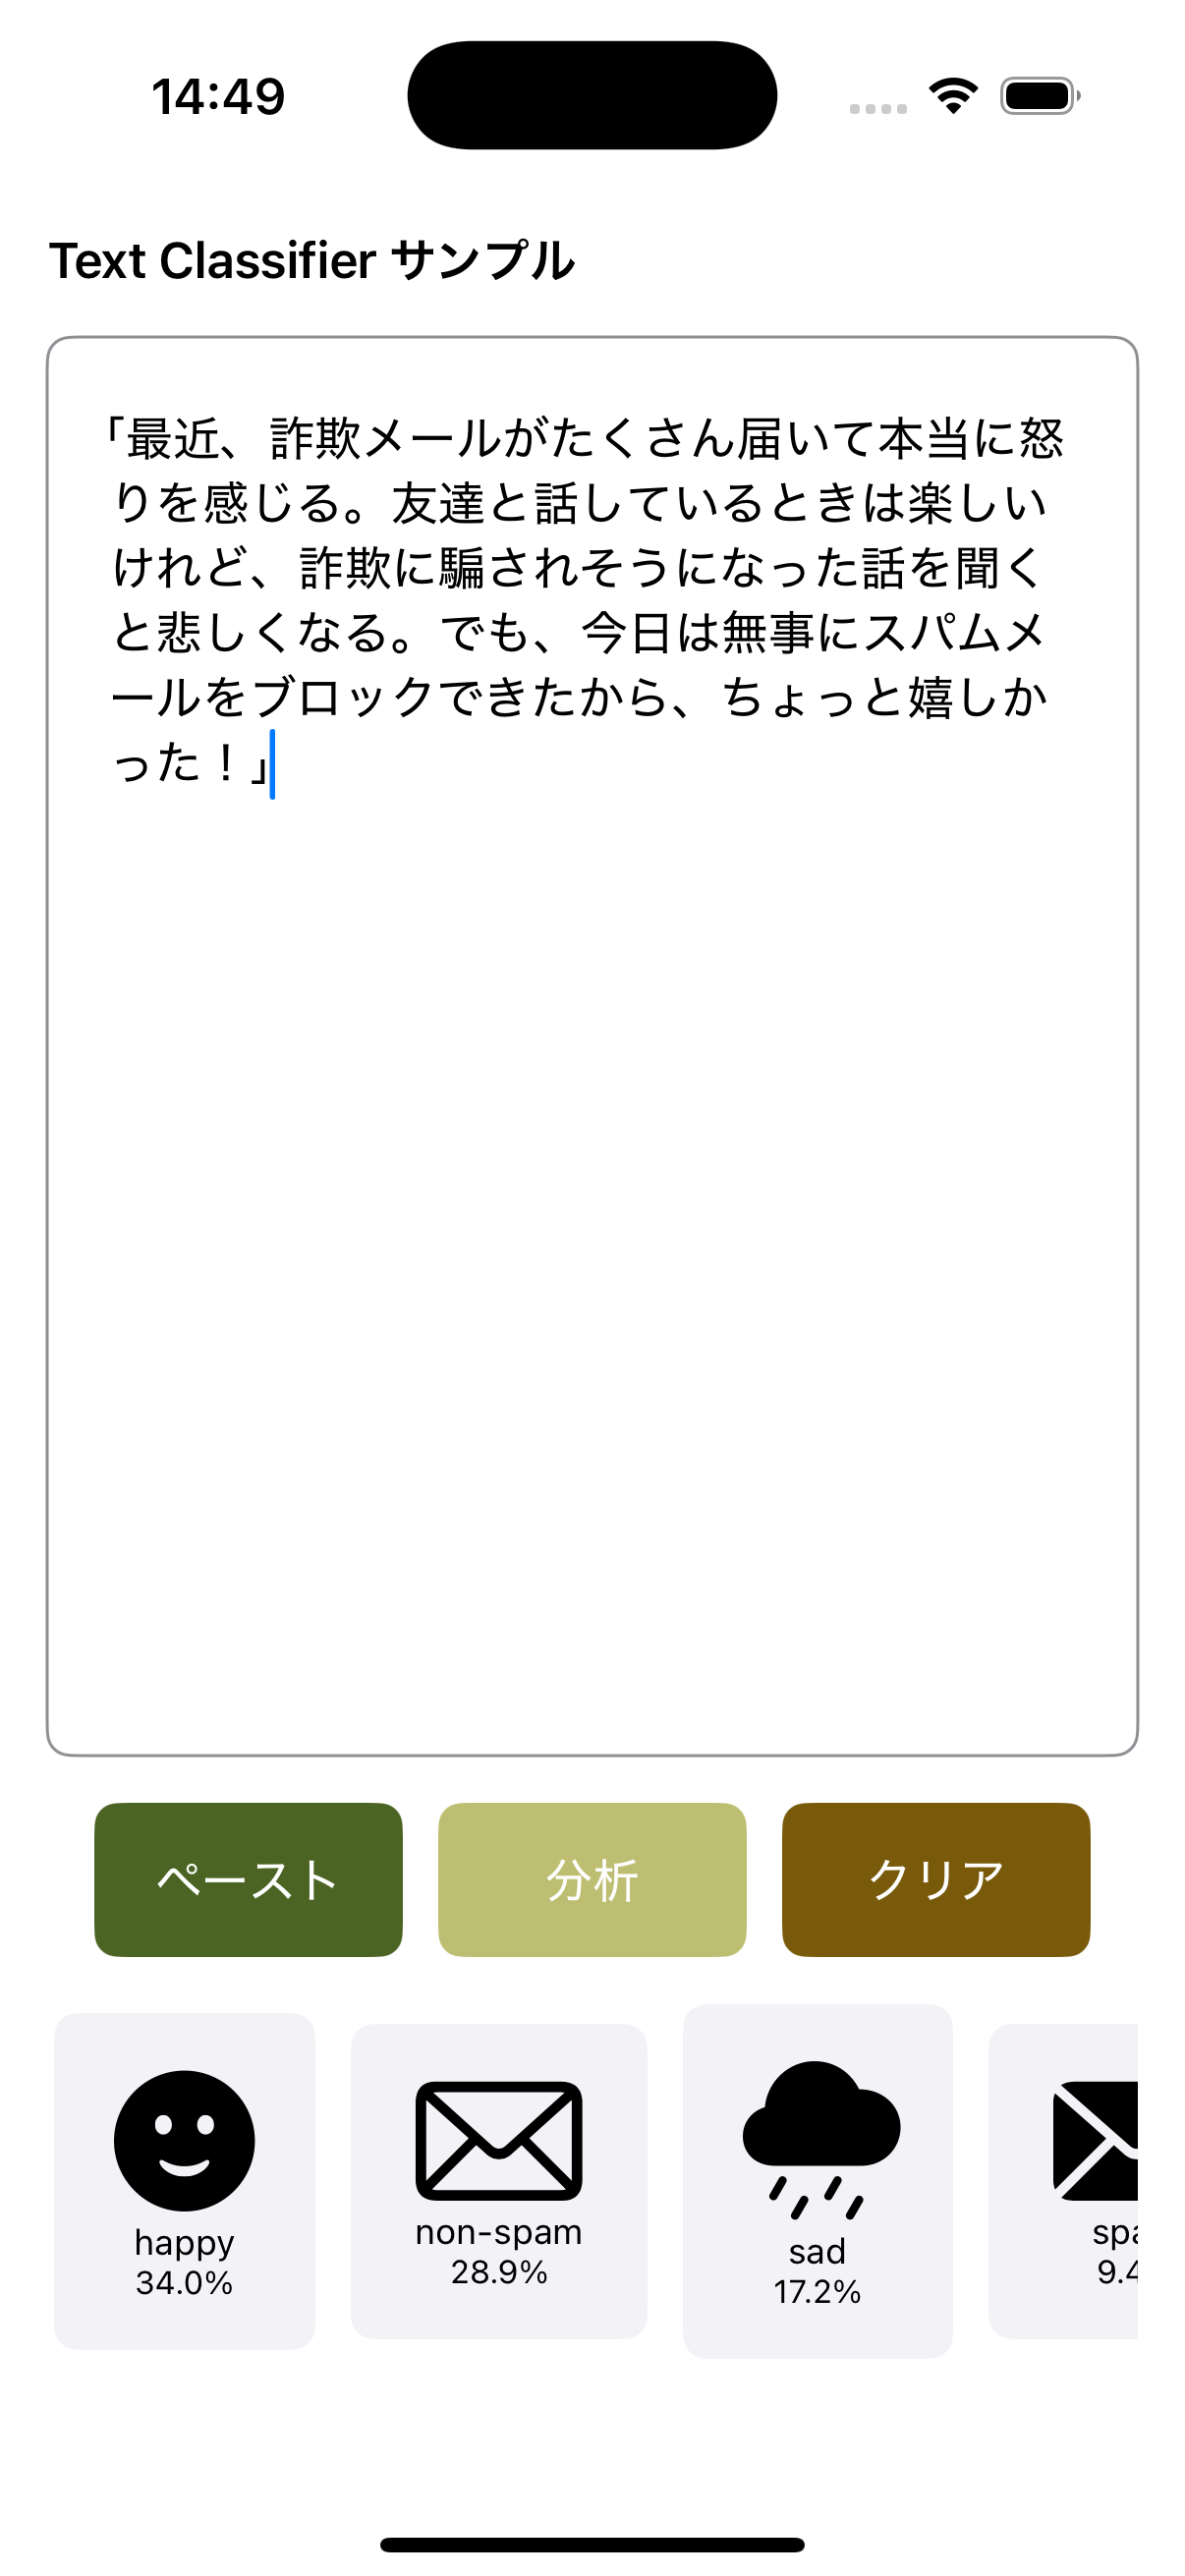 14:49
Text Classifier サンプル
「最近、詐欺メールがたくさん届いて本当に怒
りを感じる。友達と話しているときは楽しい
けれど、詐欺に騙されそうになった話を聞く
と悲しくなる。でも、今日は無事にスパムメ
ールをブロックできたから、ちょっと嬉しか
った！」
ペースト
分析
クリア
happy
34.0%
non-spam
28.9%
sad
17.2%